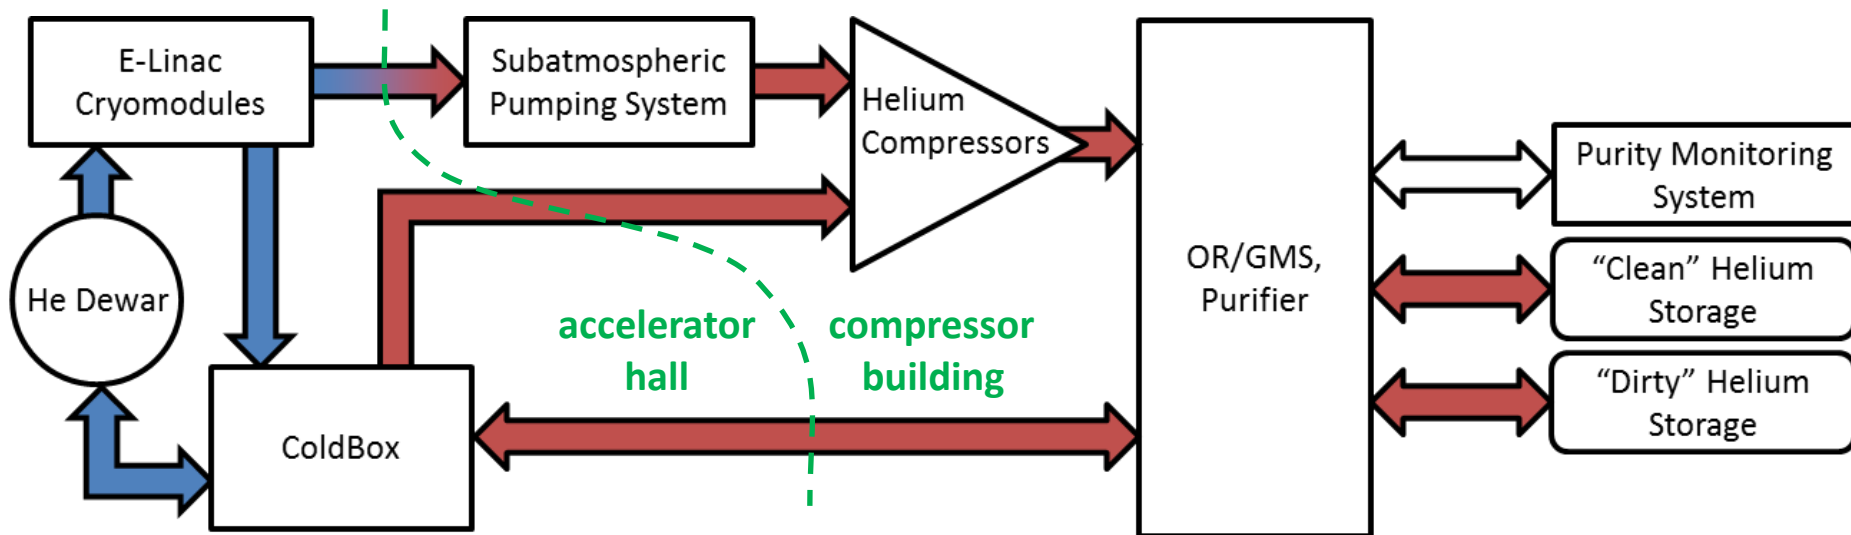 E-Linac
Cryomodules
Subatmospheric
Pumping System
Helium
Compressors
Purity Monitoring
System
He Dewar
OR/GMS,
Purifier
“Clean” Helium
Storage
accelerator
hall
compressor
building
“Dirty” Helium
Storage
ColdBox